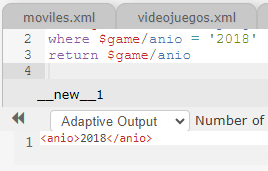 moviles.xml videojuegos.xml
2 where $game/anio = '2018'
3 return $game/anio
4
__new__1
Adaptive Output Number of
1 <anio>2018</anio>